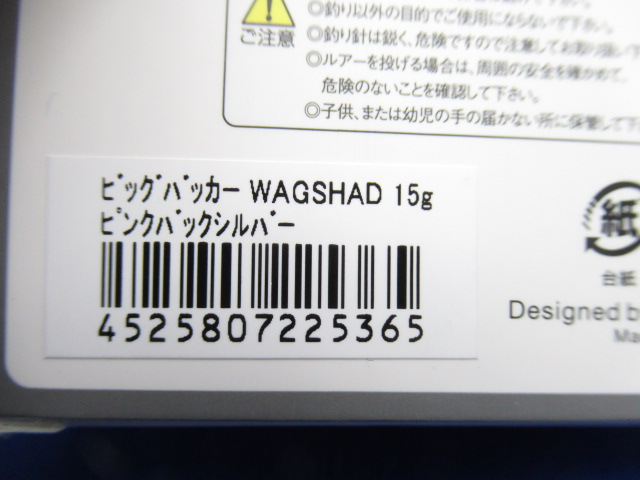 ◎釣り以外の目的でご使用にならないで下さい。
ご注意
◎釣り針は鋭く、危険ですので注意してお取り扱い下
◎ルアーを投げる場合は、周囲の安全を確かめて、
危険のないことを確認して下さい。
◎子供、または幼児の手の届かない所に保管して下
ﾋﾞｯｸﾞﾊﾞｯカー WAGSHAD 15g
ﾋﾟﾝｸﾊﾞｯｸシルﾊﾞｰ
4525807225365
紙
台紙
Designed b
Ma